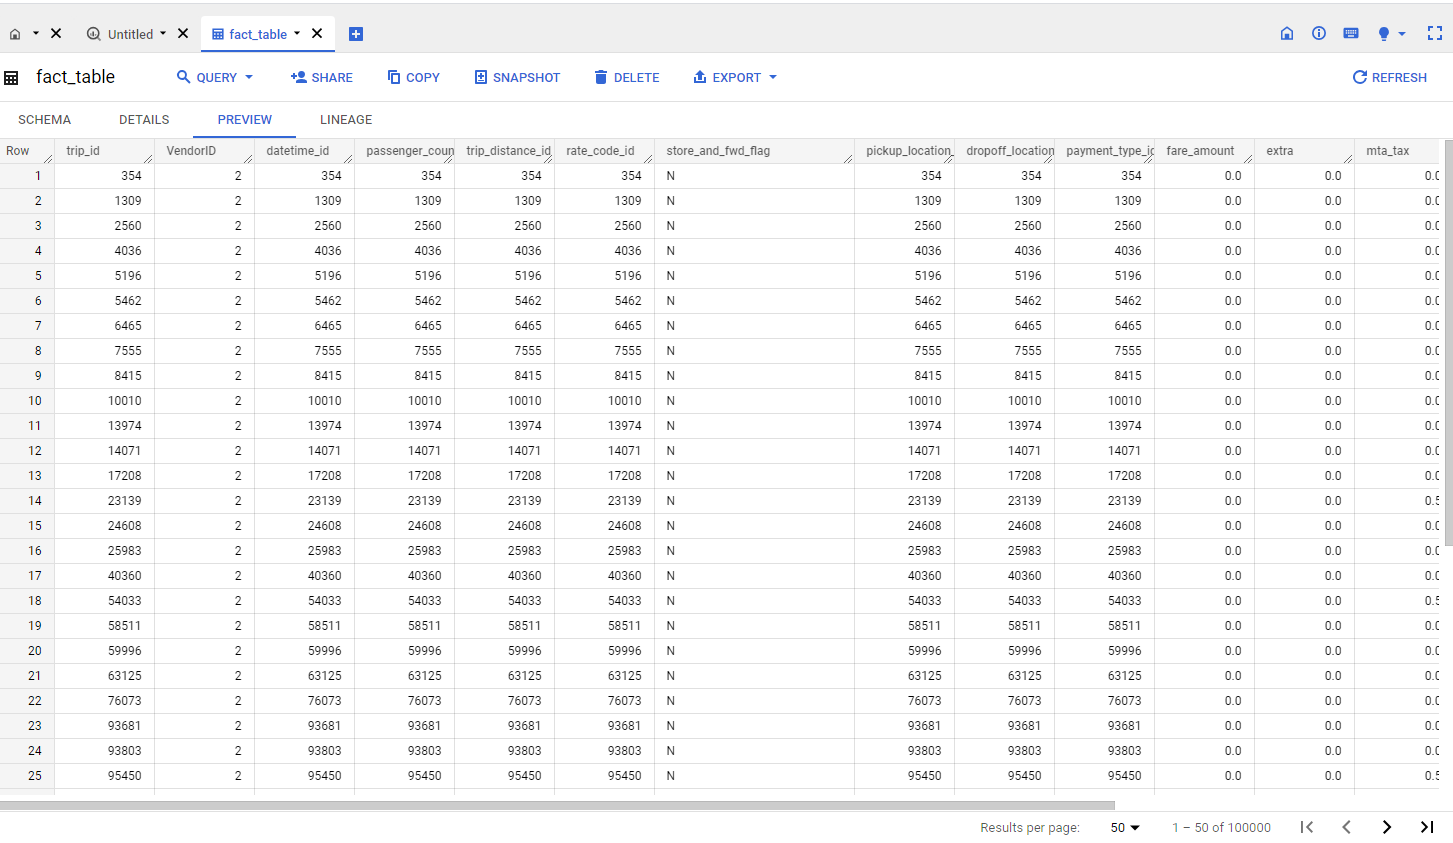 Untitled fact_table
fact_table QUERY SHARE COPY SNAPSHOT DELETE EXPORT REFRESH
SCHEMA DETAILS PREVIEW LINEAGE
Row trip_id VendorID datetime_id passenger_coun trip_distance_id rate_code_id store_and_fwd_flag pickup_location_ dropoff_location payment_type_id fare_amount extra mta_tax
1 354 2 354 354 354 354 N 354 354 354 0.0 0.0 0.0
2 1309 2 1309 1309 1309 1309 N 1309 1309 1309 0.0 0.0 0.0
3 2560 2 2560 2560 2560 2560 N 2560 2560 2560 0.0 0.0 0.0
4 4036 2 4036 4036 4036 4036 N 4036 4036 4036 0.0 0.0 0.0
5 5196 2 5196 5196 5196 5196 N 5196 5196 5196 0.0 0.0 0.0
6 5462 2 5462 5462 5462 5462 N 5462 5462 5462 0.0 0.0 0.0
7 6465 2 6465 6465 6465 6465 N 6465 6465 6465 0.0 0.0 0.0
8 7555 2 7555 7555 7555 7555 N 7555 7555 7555 0.0 0.0 0.0
9 8415 2 8415 8415 8415 8415 N 8415 8415 8415 0.0 0.0 0.0
10 10010 2 10010 10010 10010 10010 N 10010 10010 10010 0.0 0.0 0.0
11 13974 2 13974 13974 13974 13974 N 13974 13974 13974 0.0 0.0 0.0
12 14071 2 14071 14071 14071 14071 N 14071 14071 14071 0.0 0.0 0.0
13 17208 2 17208 17208 17208 17208 N 17208 17208 17208 0.0 0.0 0.0
14 23139 2 23139 23139 23139 23139 N 23139 23139 23139 0.0 0.0 0.5
15 24608 2 24608 24608 24608 24608 N 24608 24608 24608 0.0 0.0 0.0
16 25983 2 25983 25983 25983 25983 N 25983 25983 25983 0.0 0.0 0.0
17 40360 2 40360 40360 40360 40360 N 40360 40360 40360 0.0 0.0 0.0
18 54033 2 54033 54033 54033 54033 N 54033 54033 54033 0.0 0.0 0.5
19 58511 2 58511 58511 58511 58511 N 58511 58511 58511 0.0 0.0 0.0
20 59996 2 59996 59996 59996 59996 N 59996 59996 59996 0.0 0.0 0.0
21 63125 2 63125 63125 63125 63125 N 63125 63125 63125 0.0 0.0 0.0
22 76073 2 76073 76073 76073 76073 N 76073 76073 76073 0.0 0.0 0.0
23 93681 2 93681 93681 93681 93681 N 93681 93681 93681 0.0 0.0 0.0
24 93803 2 93803 93803 93803 93803 N 93803 93803 93803 0.0 0.0 0.0
25 95450 2 95450 95450 95450 95450 N 95450 95450 95450 0.0 0.0 0.5
Results per page: 50 1 – 50 of 100000